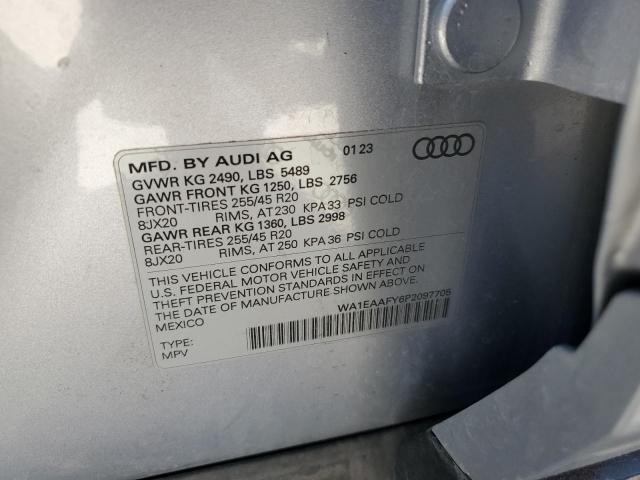 MFD. BY AUDI AG 0123
GVWR KG 2490, LBS 5489
GAWR FRONT KG 1250, LBS 2756
FRONT-TIRES 255/45 R20
8JX20 RIMS, AT 230 KPA 33 PSI COLD
GAWR REAR KG 1360, LBS 2998
REAR-TIRES 255/45 R20
8JX20 RIMS, AT 250 KPA 36 PSI COLD
THIS VEHICLE CONFORMS TO ALL APPLICABLE
U.S. FEDERAL MOTOR VEHICLE SAFETY AND
THEFT PREVENTION STANDARDS IN EFFECT ON
THE DATE OF MANUFACTURE SHOWN ABOVE.
MEXICO
WA1EAAFY6P2097705
TYPE:
MPV